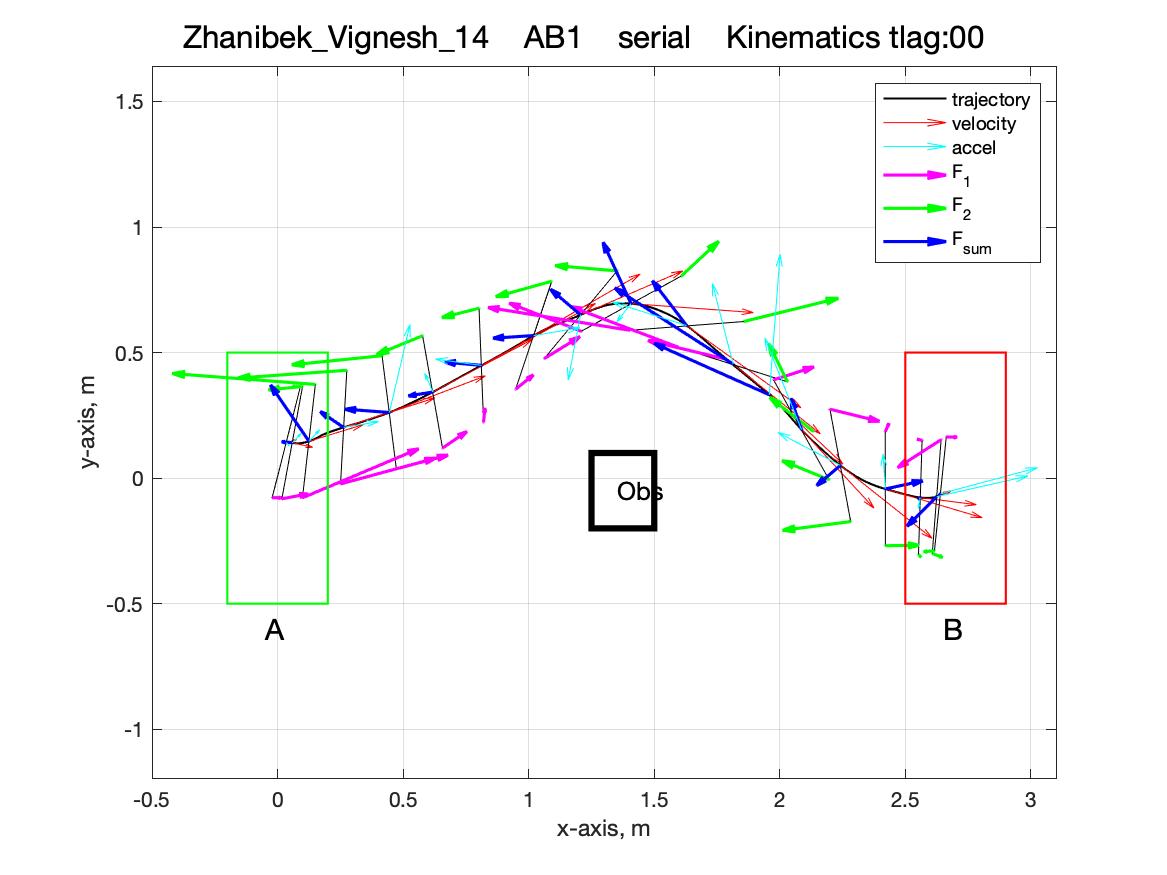 Zhanibek_Vignesh_14 AB1 serial Kinematics tlag:00
trajectory
velocity
accel
F1
F2
Fsum
1.5
1
0.5
0
-0.5
-1
y-axis, m
Obs
A
B
-0.5 0 0.5 1 1.5 2 2.5 3
x-axis, m